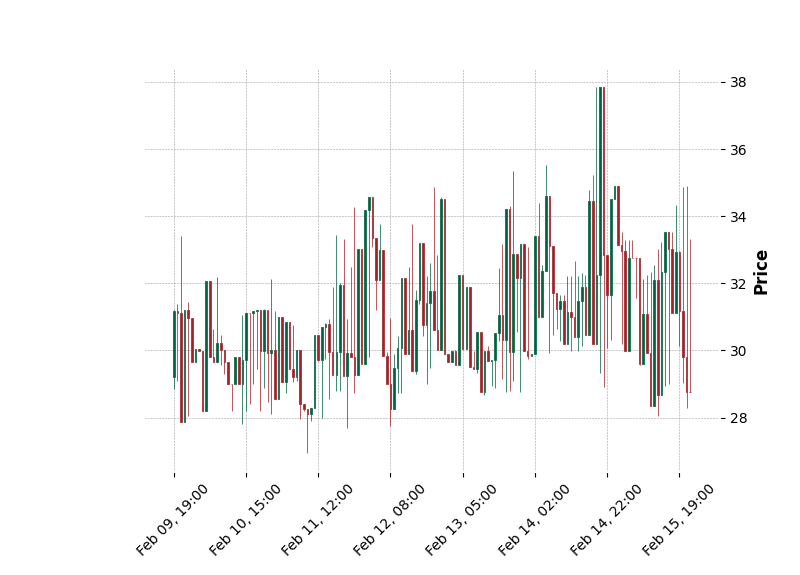 38
36
34
32
30
28
Price
Feb 09, 19:00
Feb 10, 15:00
Feb 11, 12:00
Feb 12, 08:00
Feb 13, 05:00
Feb 14, 02:00
Feb 14, 22:00
Feb 15, 19:00